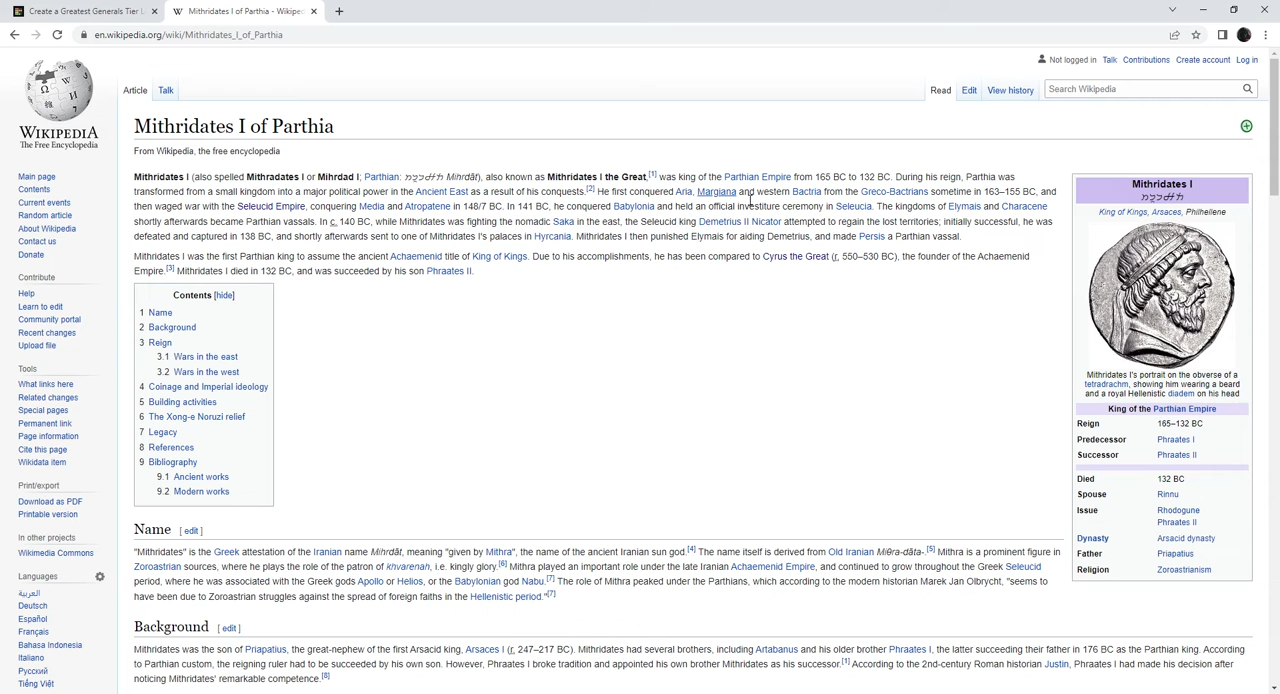 Create a Greatest Generals Tier L
Mithridates I of Parthia - Wikiped
en.wikipedia.org/wiki/Mithridates_I_of_Parthia
Not logged in Talk Contributions Create account Log in
Article Talk Read Edit View history Search Wikipedia
WIKIPEDIA
The Free Encyclopedia
Main page
Contents
Current events
Random article
About Wikipedia
Contact us
Donate
Contribute
Help
Learn to edit
Community portal
Recent changes
Upload file
Tools
What links here
Related changes
Special pages
Permanent link
Page information
Cite this page
Wikidata item
Print/export
Download as PDF
Printable version
In other projects
Wikimedia Commons
Languages
العربية
Deutsch
Español
Français
Bahasa Indonesia
Italiano
Русский
Tiếng Việt
Mithridates I of Parthia
From Wikipedia, the free encyclopedia
Mithridates I (also spelled Mithradates I or Mihrdad I; Parthian: Mihrdāt), also known as Mithridates I the Great,[1] was king of the Parthian Empire from 165 BC to 132 BC. During his reign, Parthia was
transformed from a small kingdom into a major political power in the Ancient East as a result of his conquests.[2] He first conquered Aria, Margiana and western Bactria from the Greco-Bactrians sometime in 163–155 BC, and
then waged war with the Seleucid Empire, conquering Media and Atropatene in 148/7 BC. In 141 BC, he conquered Babylonia and held an official investiture ceremony in Seleucia. The kingdoms of Elymais and Characene
shortly afterwards became Parthian vassals. In c. 140 BC, while Mithridates was fighting the nomadic Saka in the east, the Seleucid king Demetrius II Nicator attempted to regain the lost territories; initially successful, he was
defeated and captured in 138 BC, and shortly afterwards sent to one of Mithridates I's palaces in Hyrcania. Mithridates I then punished Elymais for aiding Demetrius, and made Persis a Parthian vassal.
Mithridates I was the first Parthian king to assume the ancient Achaemenid title of King of Kings. Due to his accomplishments, he has been compared to Cyrus the Great (r. 550–530 BC), the founder of the Achaemenid
Empire.[3] Mithridates I died in 132 BC, and was succeeded by his son Phraates II.
Contents [hide]
1 Name
2 Background
3 Reign
3.1 Wars in the east
3.2 Wars in the west
4 Coinage and Imperial ideology
5 Building activities
6 The Xong-e Noruzi relief
7 Legacy
8 References
9 Bibliography
9.1 Ancient works
9.2 Modern works
Mithridates I
King of Kings, Arsaces, Philhellene
Mithridates I's portrait on the obverse of a
tetradrachm, showing him wearing a beard
and a royal Hellenistic diadem on his head
King of the Parthian Empire
Reign 165–132 BC
Predecessor Phraates I
Successor Phraates II
Died 132 BC
Spouse Rinnu
Issue Rhodogune
Phraates II
Dynasty Arsacid dynasty
Father Priapatius
Religion Zoroastrianism
Name [ edit ]
"Mithridates" is the Greek attestation of the Iranian name Mihrdāt, meaning "given by Mithra", the name of the ancient Iranian sun god.[4] The name itself is derived from Old Iranian Miθra-dāta-.[5] Mithra is a prominent figure in
Zoroastrian sources, where he plays the role of the patron of khvarenah, i.e. kingly glory.[6] Mithra played an important role under the late Iranian Achaemenid Empire, and continued to grow throughout the Greek Seleucid
period, where he was associated with the Greek gods Apollo or Helios, or the Babylonian god Nabu.[7] The role of Mithra peaked under the Parthians, which according to the modern historian Marek Jan Olbrycht, "seems to
have been due to Zoroastrian struggles against the spread of foreign faiths in the Hellenistic period."[7]
Background [ edit ]
Mithridates was the son of Priapatius, the great-nephew of the first Arsacid king, Arsaces I (r. 247–217 BC). Mithridates had several brothers, including Artabanus and his older brother Phraates I, the latter succeeding their father in 176 BC as the Parthian king. According
to Parthian custom, the reigning ruler had to be succeeded by his own son. However, Phraates I broke tradition and appointed his own brother Mithridates as his successor.[1] According to the 2nd-century Roman historian Justin, Phraates I had made his decision after
noticing Mithridates' remarkable competence.[8]